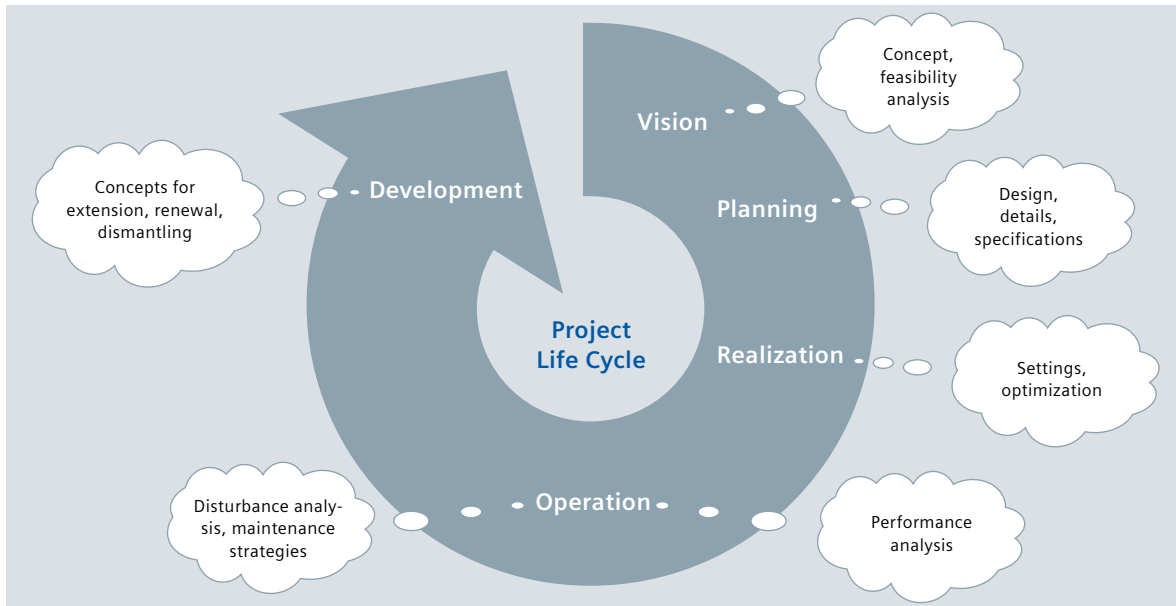 Concept,
feasibility
analysis
Vision
Planning
Design,
details,
specifications
Realization
Settings,
optimization
Operation
Performance
analysis
Disturbance analy-
sis, maintenance
strategies
Development
Concepts for
extension, renewal,
dismantling
Project
Life Cycle